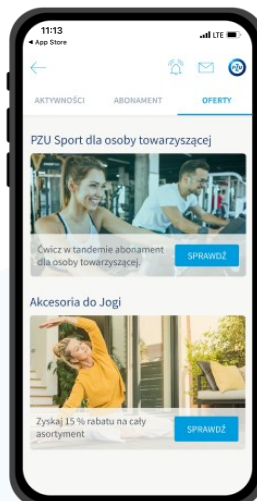 11:13
◀ App Store
LTE
PZU
AKTYWNOŚCI ABONAMENT OFERTY
PZU Sport dla osoby towarzyszącej
Ćwicz w tandemie abonament
dla osoby towarzyszącej.
SPRAWDŹ
Akcesoria do Jogi
Zyskaj 15 % rabatu na cały
asortyment
SPRAWDŹ